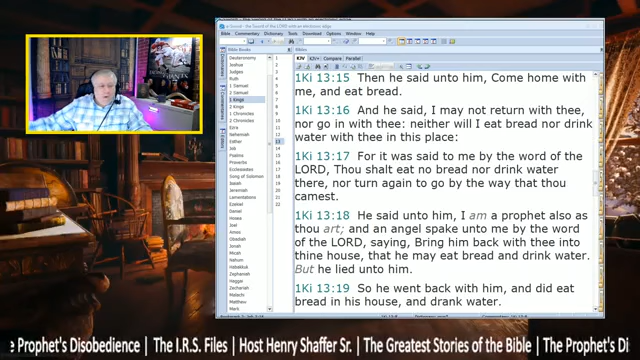 e-Sword - the Sword of the LORD with an electronic edge
Bible Commentary Dictionary Tools Download Options Window Help
Bible Books
Bibles
Deuteronomy
Joshua
Judges
Ruth
1 Samuel
2 Samuel
1 Kings
2 Kings
1 Chronicles
2 Chronicles
Ezra
Nehemiah
Esther
Job
Psalms
Proverbs
Ecclesiastes
Song of Solomon
Isaiah
Jeremiah
Lamentations
Ezekiel
Daniel
Hosea
Joel
Amos
Obadiah
Jonah
Micah
Nahum
Habakkuk
Zephaniah
Haggai
Zechariah
Malachi
Matthew
Mark
KJV KJV+ Compare Parallel
1Ki 13:15 Then he said unto him, Come home with
me, and eat bread.
1Ki 13:16 And he said, I may not return with thee,
nor go in with thee: neither will I eat bread nor drink
water with thee in this place:
1Ki 13:17 For it was said to me by the word of the
LORD, Thou shalt eat no bread nor drink water
there, nor turn again to go by the way that thou
camest.
1Ki 13:18 He said unto him, I am a prophet also as
thou art; and an angel spake unto me by the word
of the LORD, saying, Bring him back with thee into
thine house, that he may eat bread and drink water.
But he lied unto him.
1Ki 13:19 So he went back with him, and did eat
bread in his house, and drank water.
e Prophet's Disobedience | The I.R.S. Files | Host Henry Shaffer Sr. | The Greatest Stories of the Bible | The Prophet's Di